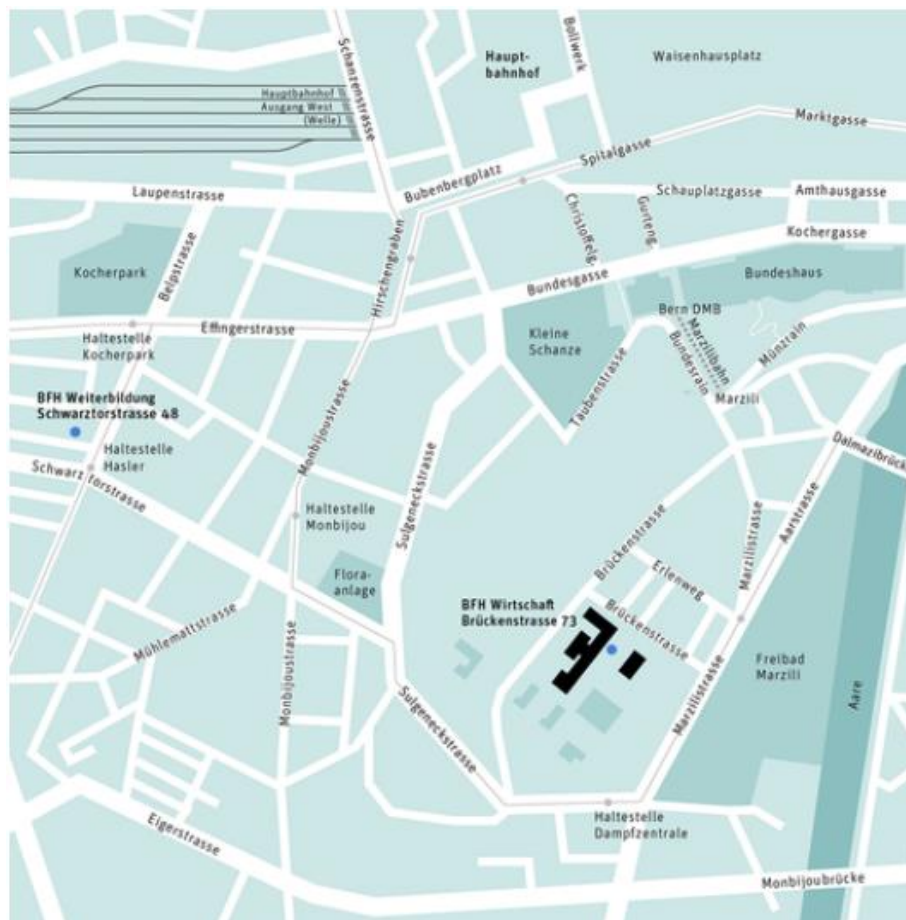 Schanzenstrasse
Haupt-
bahnhof
Bollwerk
Waisenhausplatz
Hauptbahnhof
Ausgang West
(Welle)
Marktgasse
Spitalgasse
Bubenbergplatz
Laupenstrasse
Schauplatzgasse
Amthausgasse
Christoffelg.
Gurteng.
Kochergasse
Hirschengraben
Belpstrasse
Kocherpark
Bundesgasse
Bundeshaus
Effingerstrasse
Bern DMB
Haltestelle
Kocherpark
Kleine
Schanze
Marzilibahn
Münzrain
Bundesrain
Taubenstrasse
Marzili
BFH Weiterbildung
Schwarztorstrasse 48
Monbijoustrasse
Dalmazibrück
Haltestelle
Hasler
Schwarztorstrasse
Sulgeneckstrasse
Aarstrasse
Haltestelle
Monbijou
Brückenstrasse
Marzilistrasse
Flora-
anlage
Erlenweg
BFH Wirtschaft
Brückenstrasse 73
Brückenstrasse
Mühlemattstrasse
Monbijoustrasse
Freibad
Marzili
Aare
Marzilistrasse
Sulgeneckstrasse
Haltestelle
Dampfzentrale
Eigerstrasse
Monbijoubrücke